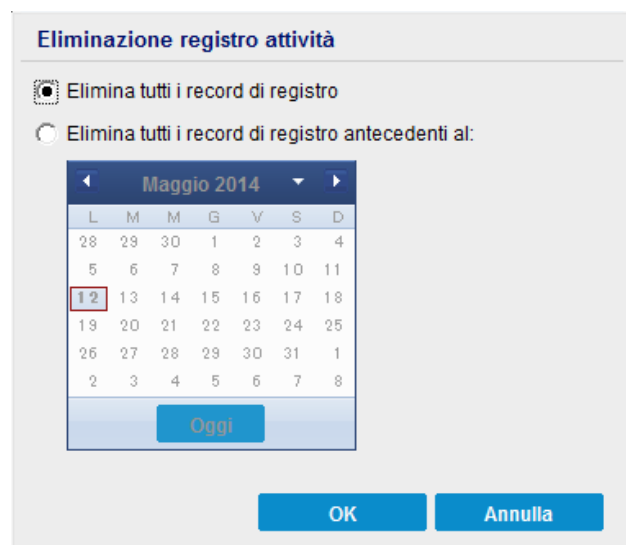 Eliminazione registro attività
Elimina tutti i record di registro
Elimina tutti i record di registro antecedenti al:
Maggio 2014
L M M G V S D
28 29 30 1 2 3 4
5 6 7 8 9 10 11
12 13 14 15 16 17 18
19 20 21 22 23 24 25
26 27 28 29 30 31 1
2 3 4 5 6 7 8
Oggi
OK Annulla